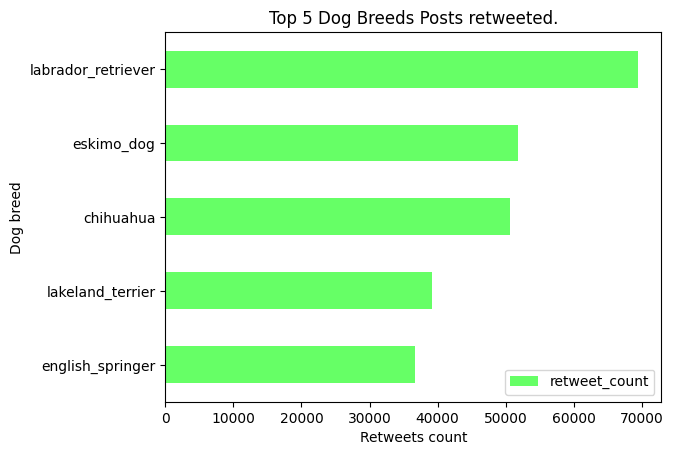 Top 5 Dog Breeds Posts retweeted.
Dog breed
labrador_retriever
eskimo_dog
chihuahua
lakeland_terrier
english_springer
retweet_count
0 10000 20000 30000 40000 50000 60000 70000
Retweets count